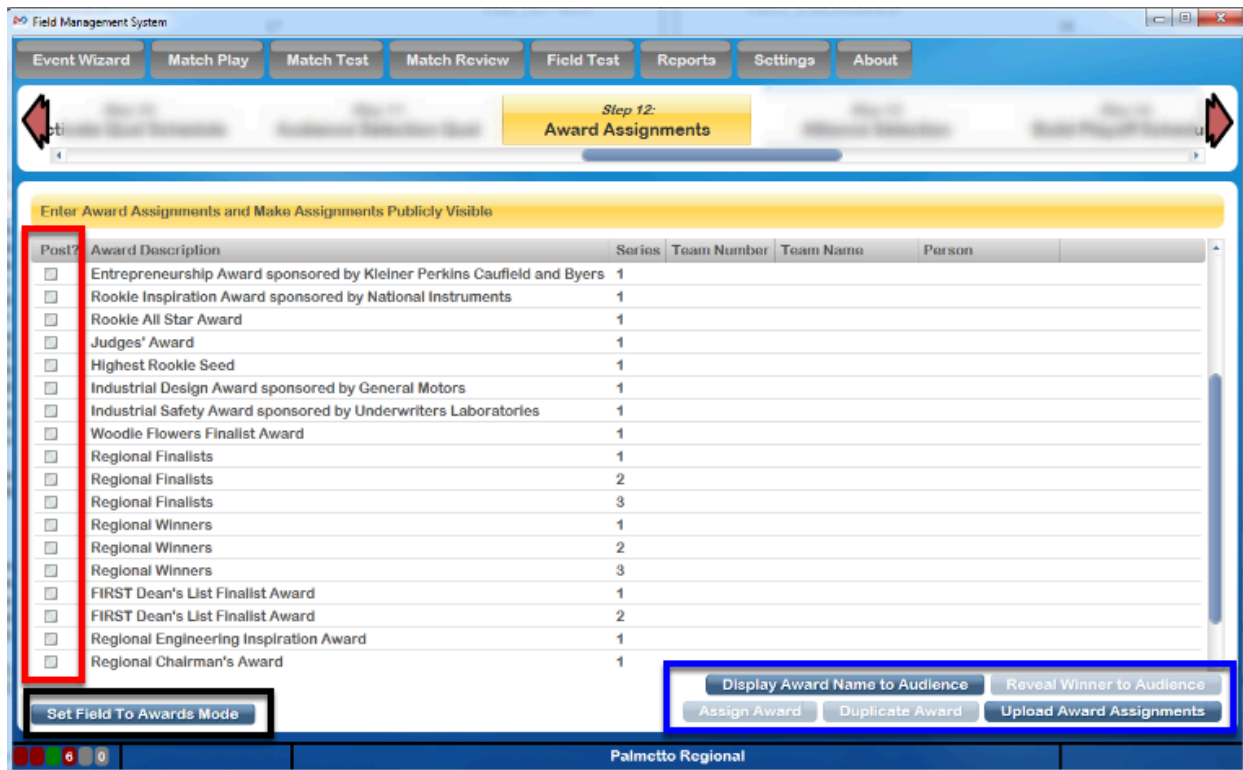 Field Management System
Event Wizard Match Play Match Test Match Review Field Test Reports Settings About
Step 12:
Award Assignments
Enter Award Assignments and Make Assignments Publicly Visible
Post? Award Description Series Team Number Team Name Person
Entrepreneurship Award sponsored by Kleiner Perkins Caufield and Byers 1
Rookie Inspiration Award sponsored by National Instruments 1
Rookie All Star Award 1
Judges' Award 1
Highest Rookie Seed 1
Industrial Design Award sponsored by General Motors 1
Industrial Safety Award sponsored by Underwriters Laboratories 1
Woodie Flowers Finalist Award 1
Regional Finalists 1
Regional Finalists 2
Regional Finalists 3
Regional Winners 1
Regional Winners 2
Regional Winners 3
FIRST Dean's List Finalist Award 1
FIRST Dean's List Finalist Award 2
Regional Engineering Inspiration Award 1
Regional Chairman's Award 1
Display Award Name to Audience Reveal Winner to Audience
Set Field To Awards Mode Assign Award Duplicate Award Upload Award Assignments
6 0 Palmetto Regional